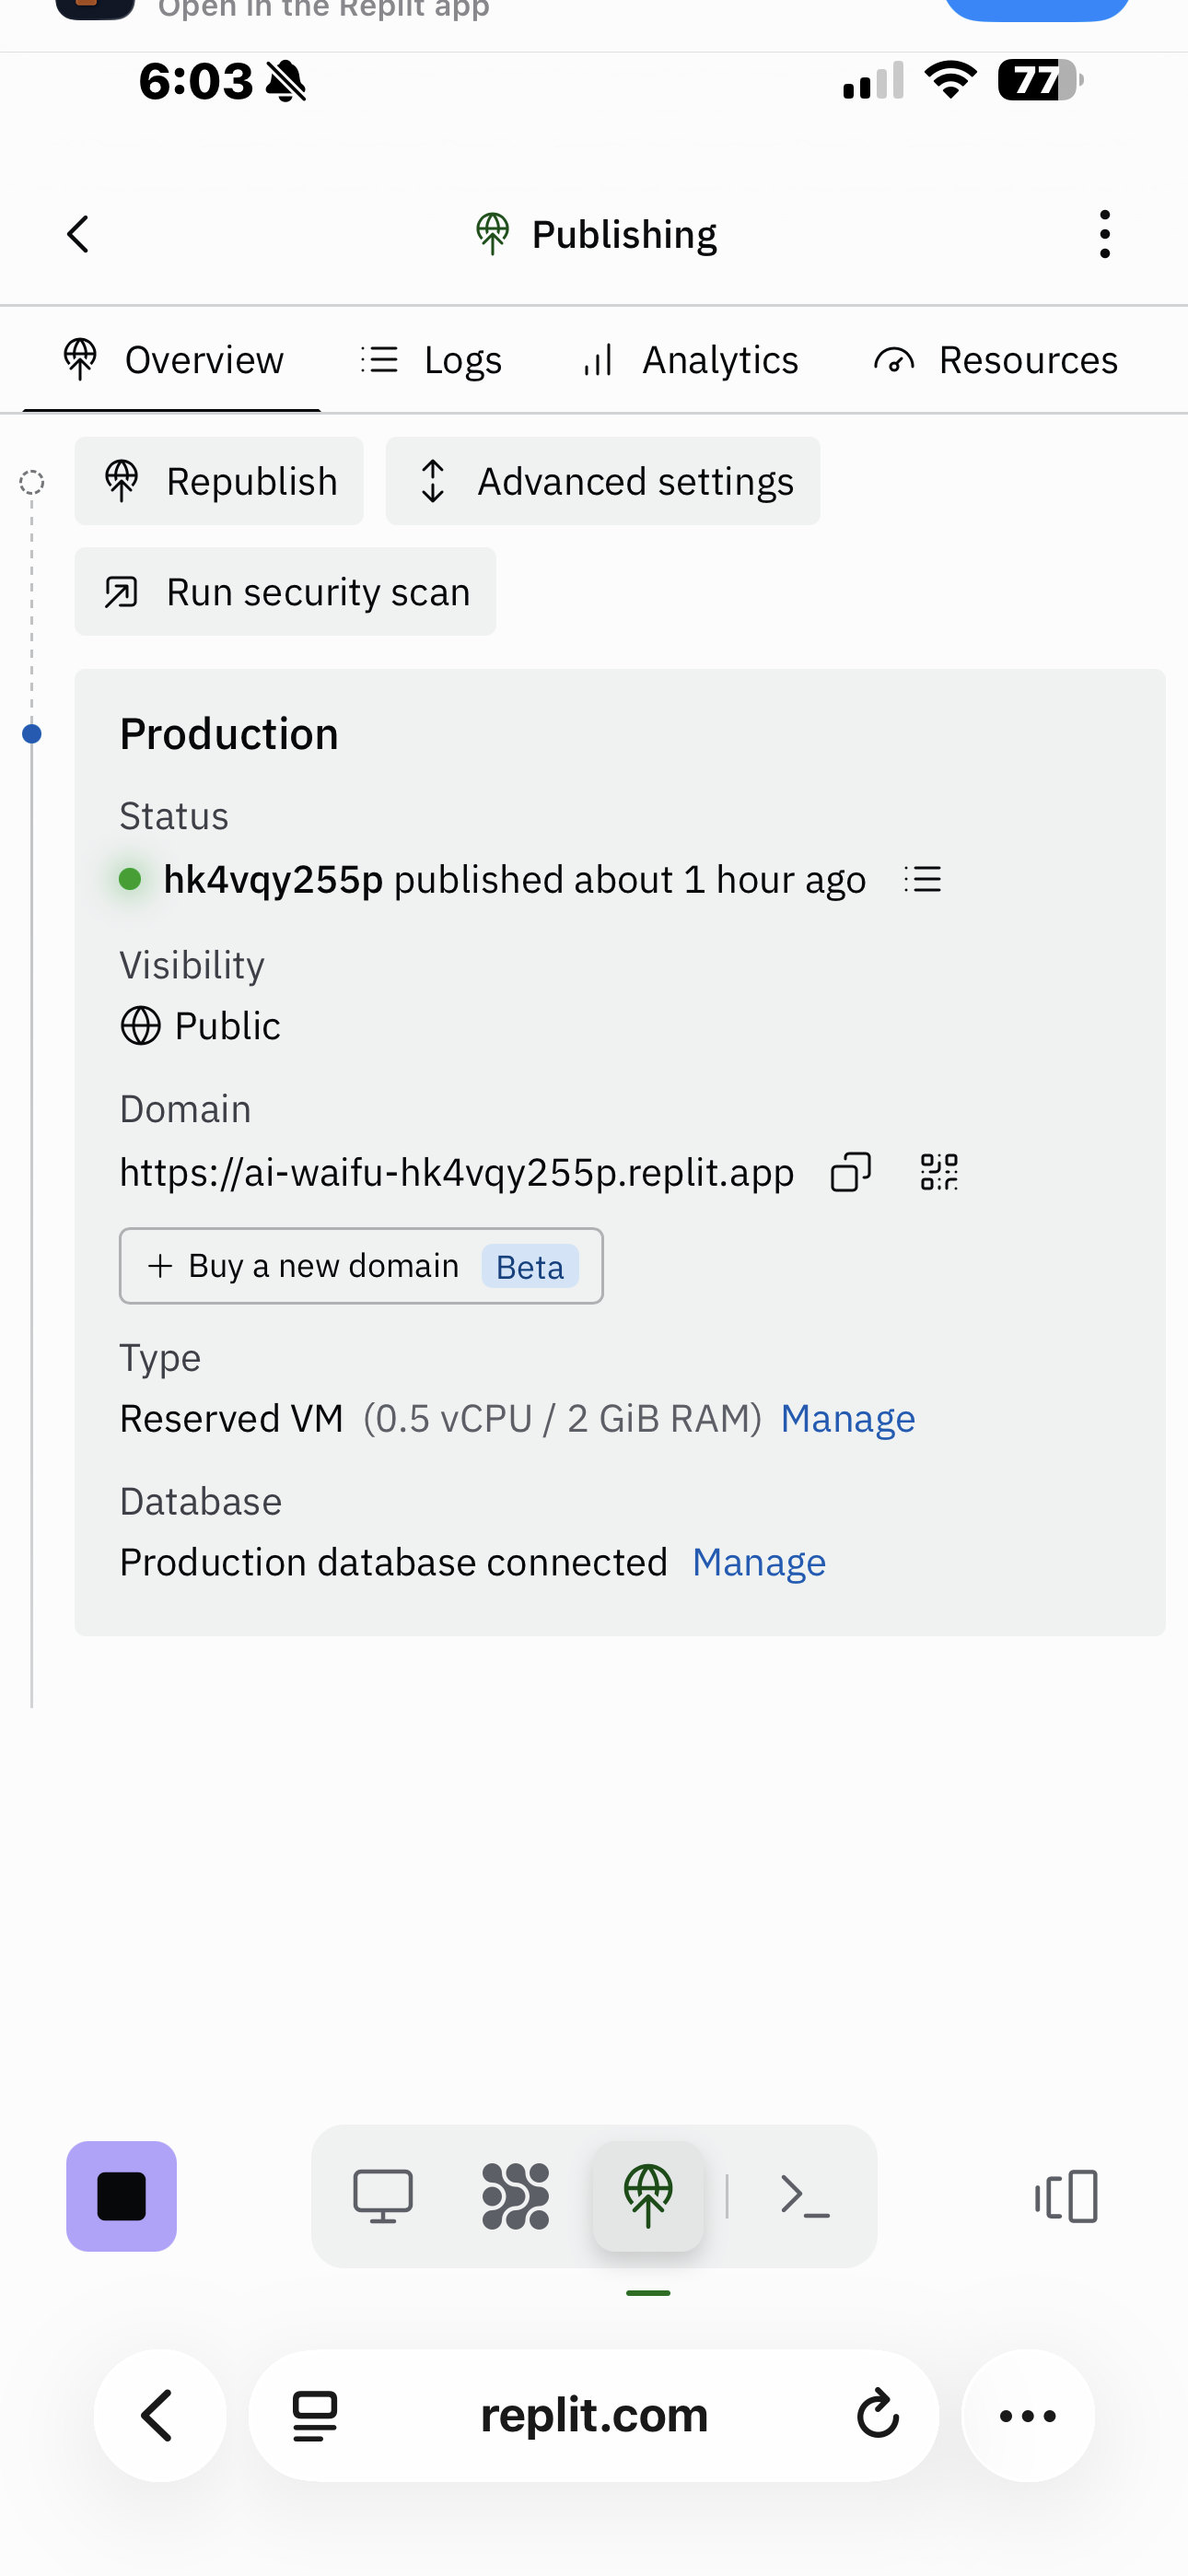 Open in the Replit app
6:03
77
Publishing
Overview
Logs
Analytics
Resources
Republish
Advanced settings
Run security scan
Production
Status
hk4vqy255p published about 1 hour ago
Visibility
Public
Domain
https://ai-waifu-hk4vqy255p.replit.app
+ Buy a new domain Beta
Type
Reserved VM (0.5 vCPU / 2 GiB RAM) Manage
Database
Production database connected Manage
replit.com